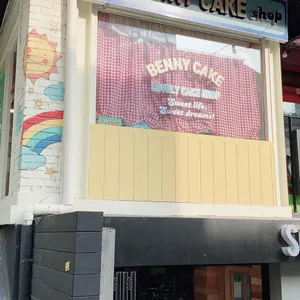 CAKE shop
BENNY CAKE
LOVELY CAKE SHOP
Sweet life,
Sweet dreams!
S